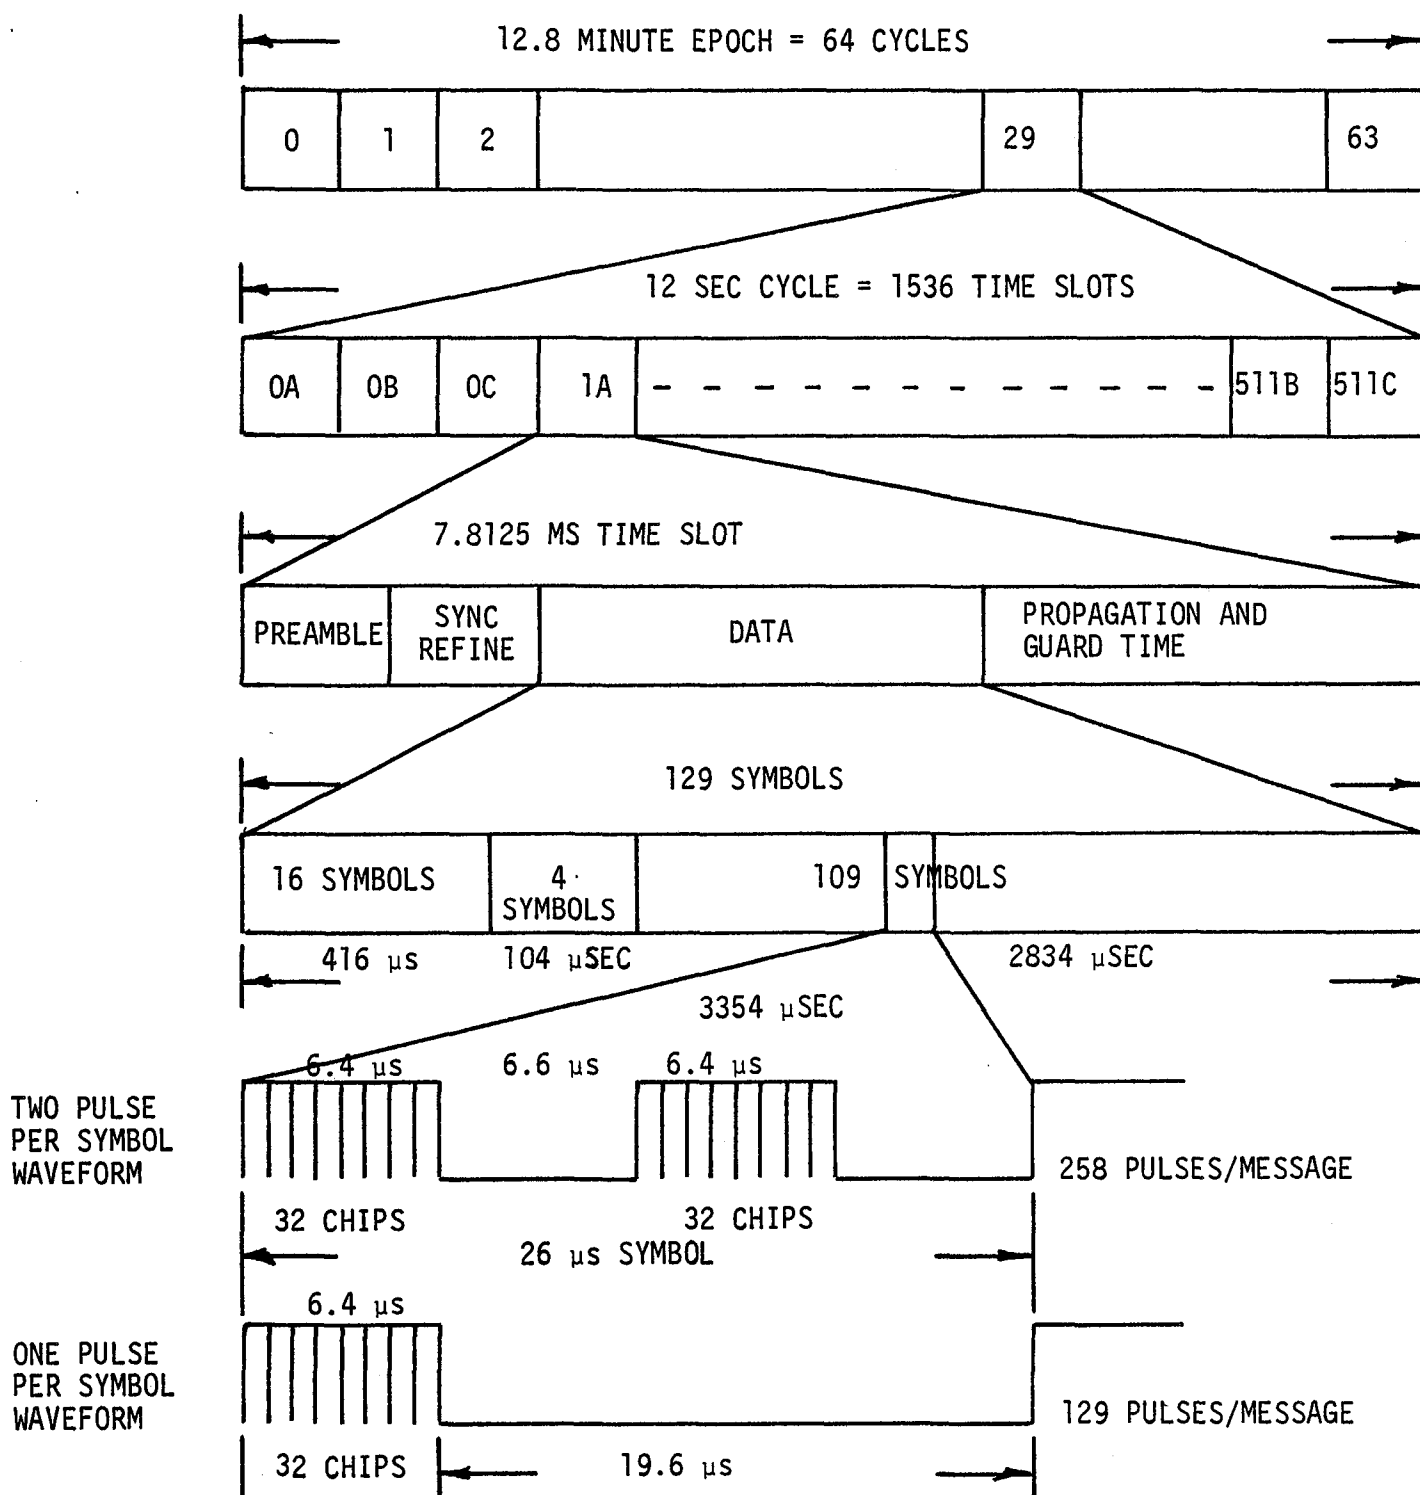 12.8 MINUTE EPOCH = 64 CYCLES
0 1 2 29 63
12 SEC CYCLE = 1536 TIME SLOTS
0A 0B 0C 1A 511B 511C
7.8125 MS TIME SLOT
PREAMBLE
SYNC
REFINE
DATA
PROPAGATION AND
GUARD TIME
129 SYMBOLS
16 SYMBOLS
4
SYMBOLS
109 SYMBOLS
416 μs 104 μSEC 2834 μSEC
3354 μSEC
6.4 μs 6.6 μs 6.4 μs
TWO PULSE
PER SYMBOL
WAVEFORM
258 PULSES/MESSAGE
32 CHIPS 32 CHIPS
26 μs SYMBOL
6.4 μs
ONE PULSE
PER SYMBOL
WAVEFORM
129 PULSES/MESSAGE
32 CHIPS 19.6 μs